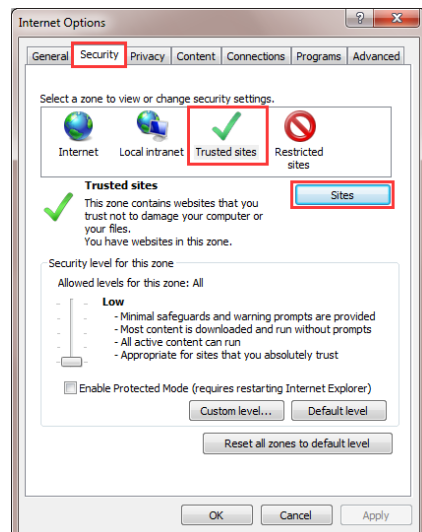 Internet Options
?
General Security Privacy Content Connections Programs Advanced
Select a zone to view or change security settings.
Internet Local intranet Trusted sites Restricted
sites
Trusted sites
Sites
This zone contains websites that you
trust not to damage your computer or
your files.
You have websites in this zone.
Security level for this zone
Allowed levels for this zone: All
Low
- Minimal safeguards and warning prompts are provided
- Most content is downloaded and run without prompts
- All active content can run
- Appropriate for sites that you absolutely trust
Enable Protected Mode (requires restarting Internet Explorer)
Custom level... Default level
Reset all zones to default level
OK Cancel Apply